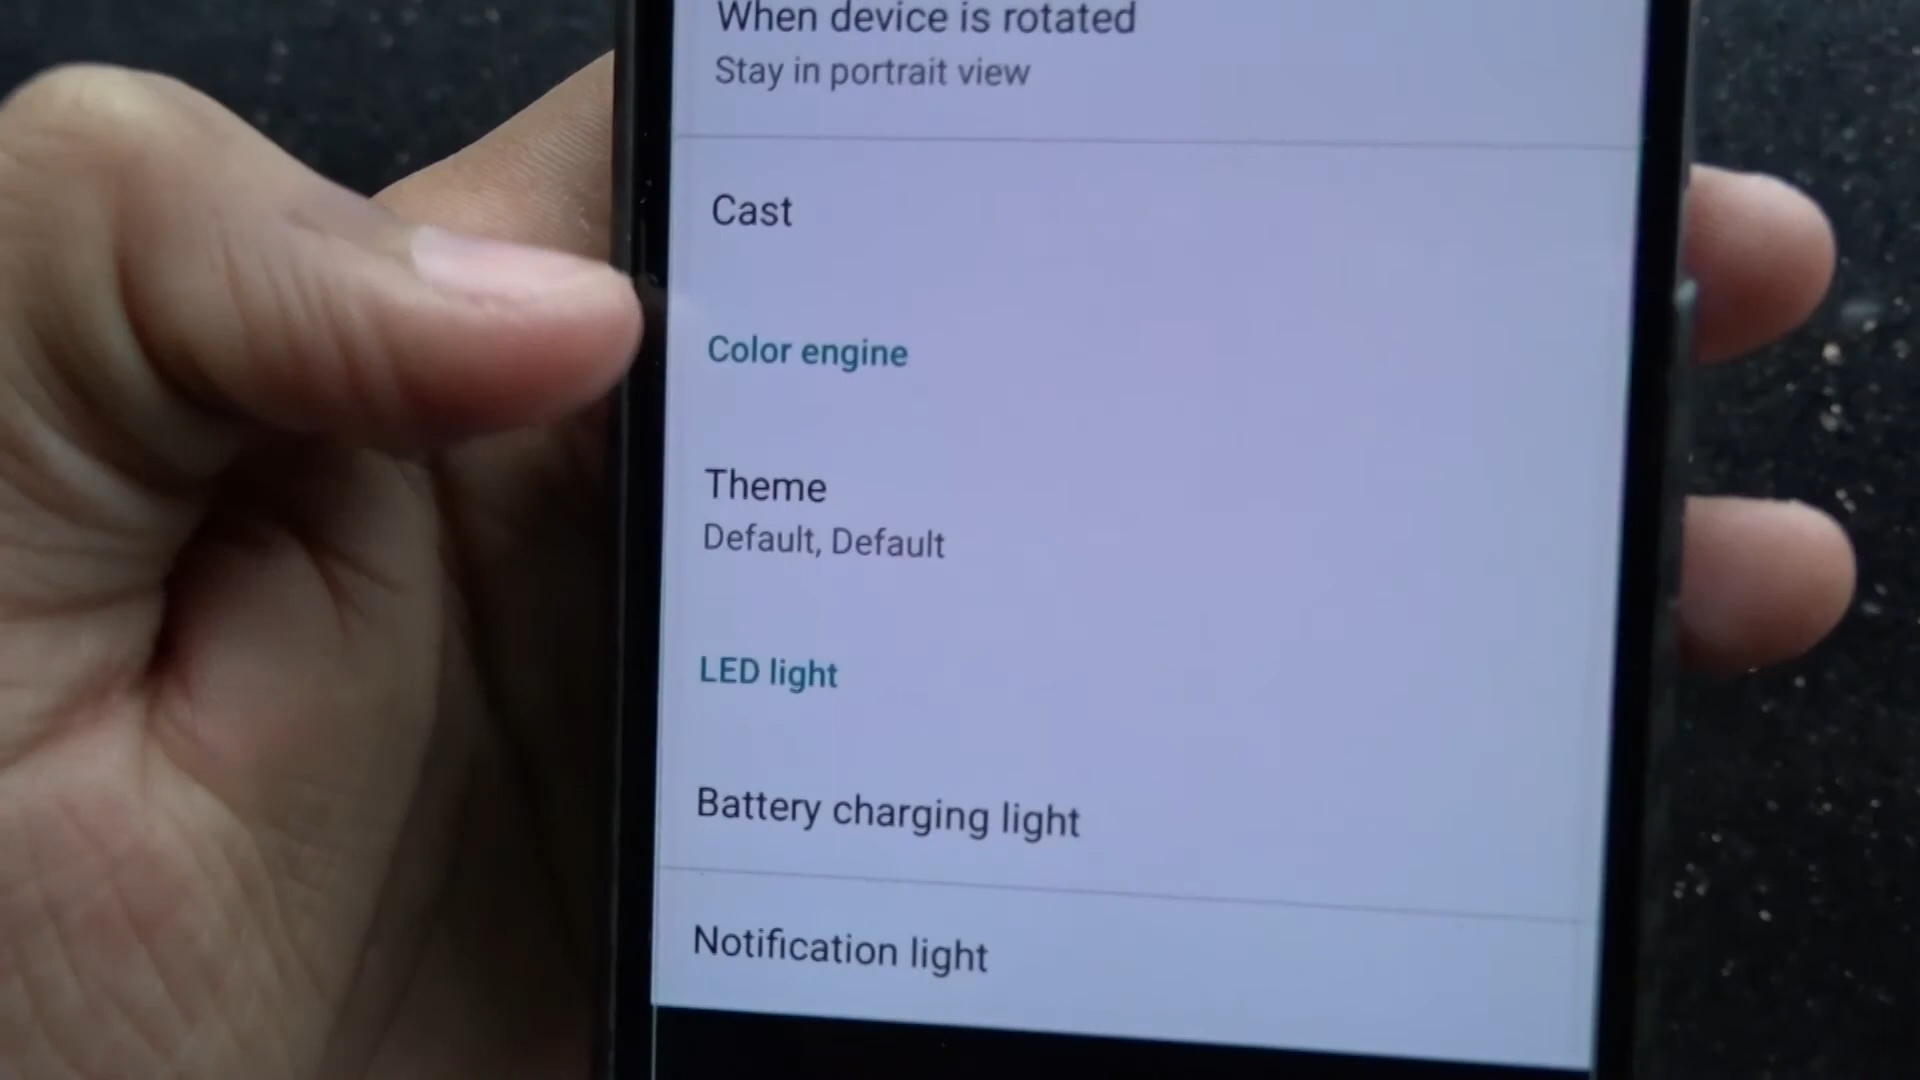 When device is rotated
Stay in portrait view
Cast
Color engine
Theme
Default, Default
LED light
Battery charging light
Notification light